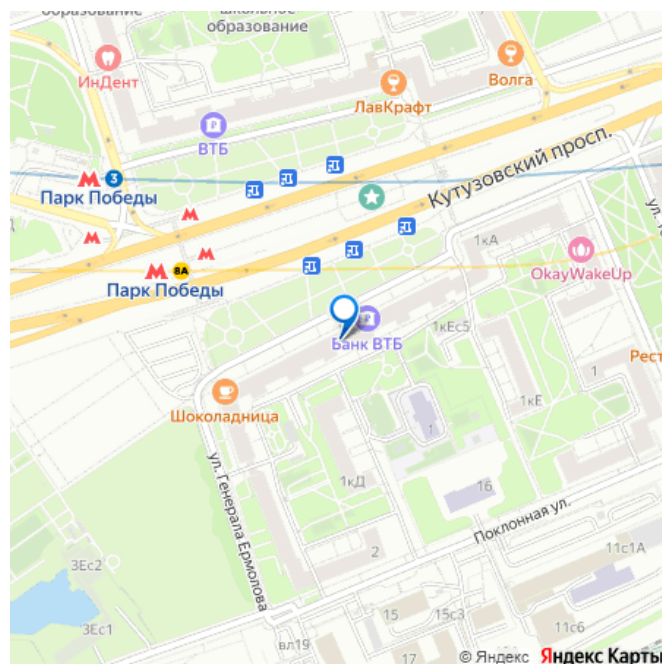 образование
школьное
образование
ИнДент
ЛавКрафт
Волга
ВТБ
3
Парк Победы
Кутузовский просп.
8А
Парк Победы
1кА
OkayWakeUp
Банк ВТБ
1кЕс5
Рест
Шоколадница
1
1кЕ
1
ул. Генерала Ермолова
1кД
16
Поклонная ул.
3Ес2
2
11с1А
3Ес1
15
15с3
11с6
вл19
17
11
© Яндекс Яндекс Карты